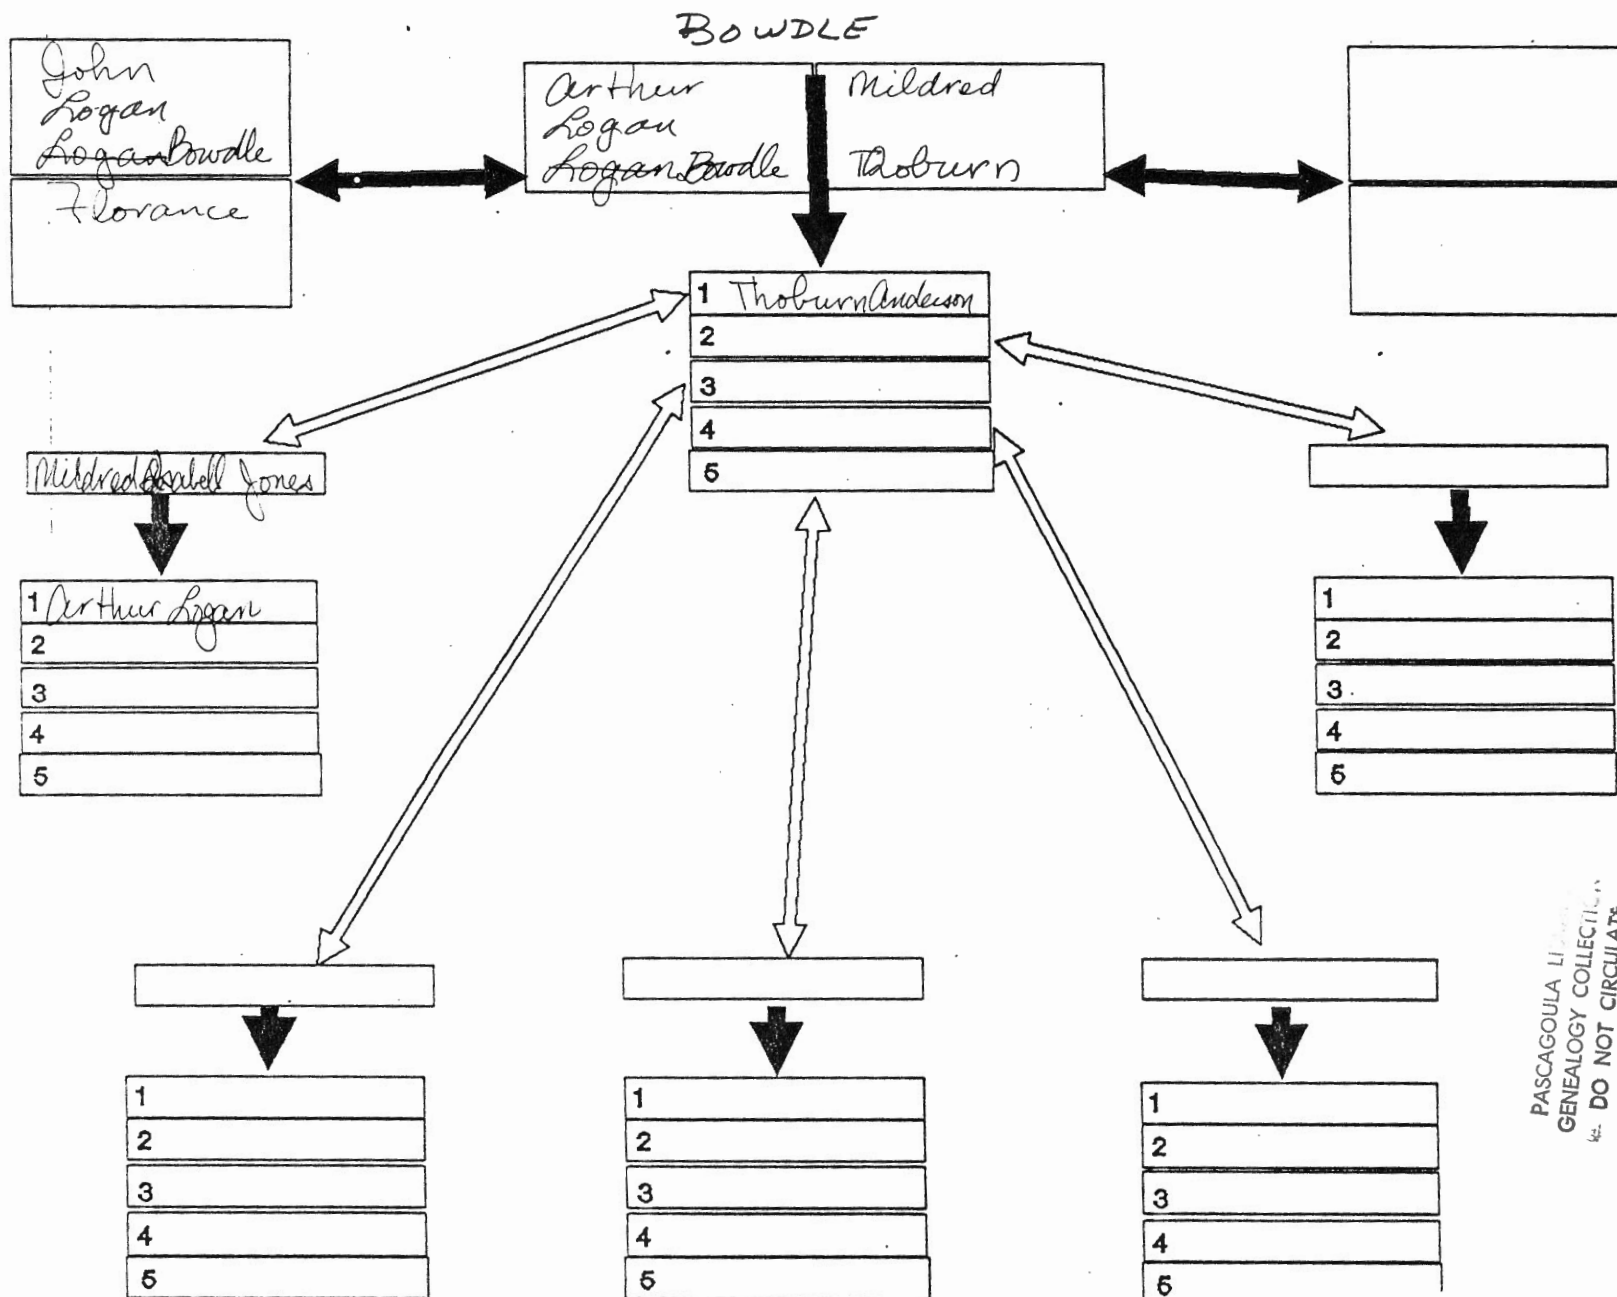 BOWDLE
John
Logan
Logan Bowdle
Florance
Arthur
Logan
Logan Bowdle
Mildred
Thoburn
1 Thoburn Anderson
2
3
4
5
Mildred Isabell Jones
1 Arthur Logan
2
3
4
5
1
2
3
4
5
1
2
3
4
5
1
2
3
4
5
1
2
3
4
5
PASCAGOULA
GENEALOGY COLLECTION
DO NOT CIRCULATE